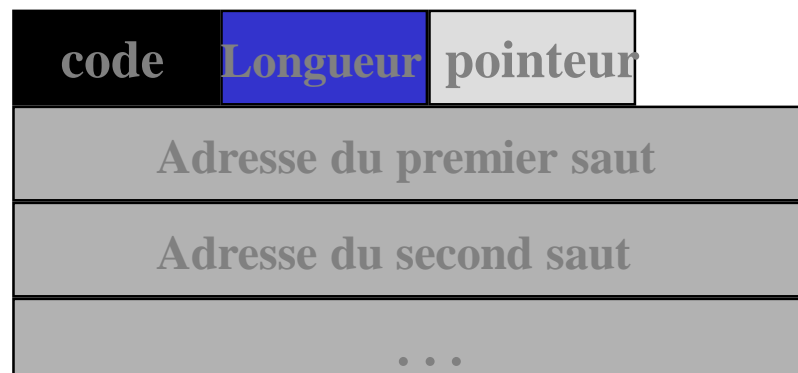 code Longueur pointeur
Adresse du premier saut
Adresse du second saut
. . .